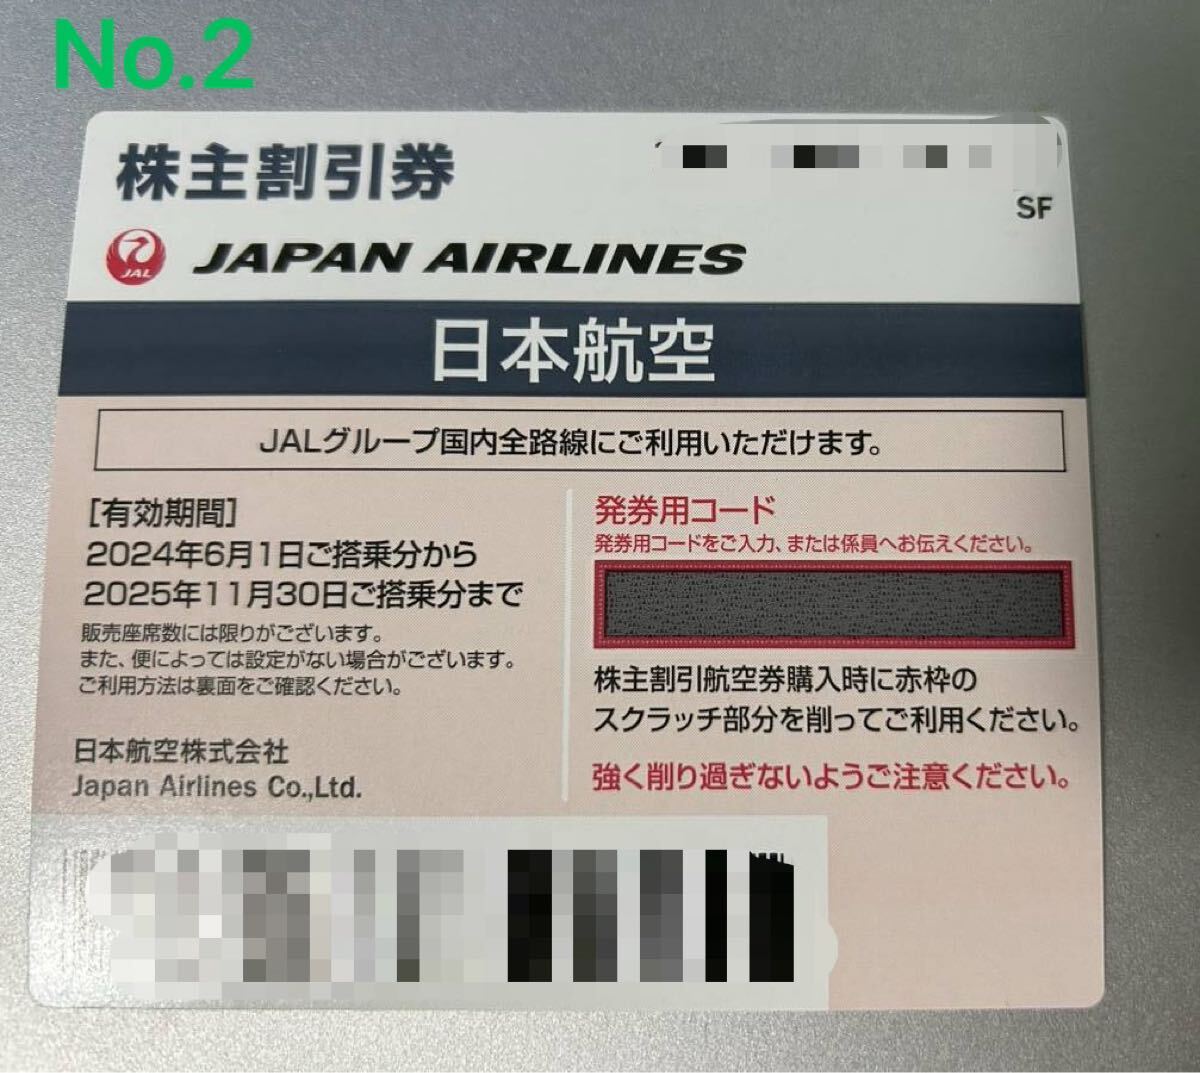 No.2
株主割引券
SF
JAL
JAPAN AIRLINES
日本航空
JALグループ国内全路線にご利用いただけます。
[有効期間]
2024年6月1日ご搭乗分から
2025年11月30日ご搭乗分まで
販売座席数には限りがございます。
また、便によっては設定がない場合がございます。
ご利用方法は裏面をご確認ください。
日本航空株式会社
Japan Airlines Co.,Ltd.
発券用コード
発券用コードをご入力、または係員へお伝えください。
株主割引航空券購入時に赤枠の
スクラッチ部分を削ってご利用ください。
強く削り過ぎないようご注意ください。